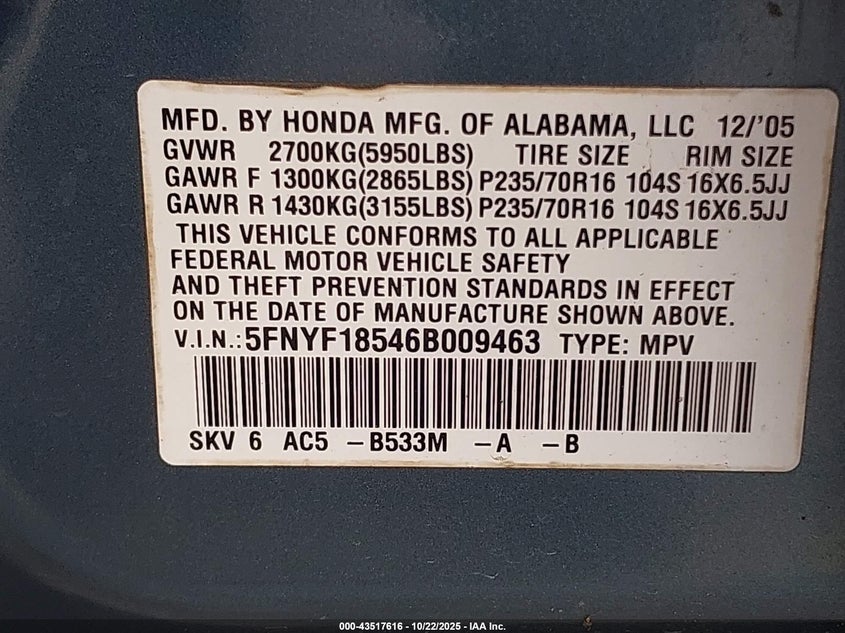 MFD. BY HONDA MFG. OF ALABAMA, LLC 12/'05
GVWR 2700KG(5950LBS) TIRE SIZE RIM SIZE
GAWR F 1300KG(2865LBS) P235/70R16 104S 16X6.5JJ
GAWR R 1430KG(3155LBS) P235/70R16 104S 16X6.5JJ
THIS VEHICLE CONFORMS TO ALL APPLICABLE
FEDERAL MOTOR VEHICLE SAFETY
AND THEFT PREVENTION STANDARDS IN EFFECT
ON THE DATE OF MANUFACTURE SHOWN ABOVE.
V.I.N.:5FNYF18546B009463 TYPE: MPV
SKV 6 AC5 -B533M -A -B
000-43517616 - 10/22/2025 - IAA Inc.